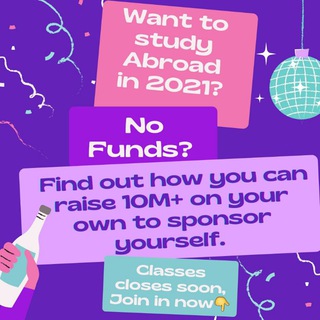 Want to
study
Abroad
in 2021?
No
Funds?
Find out how you can
raise 10M+ on your
own to sponsor
yourself.
Classes
closes soon,
Join in now👇